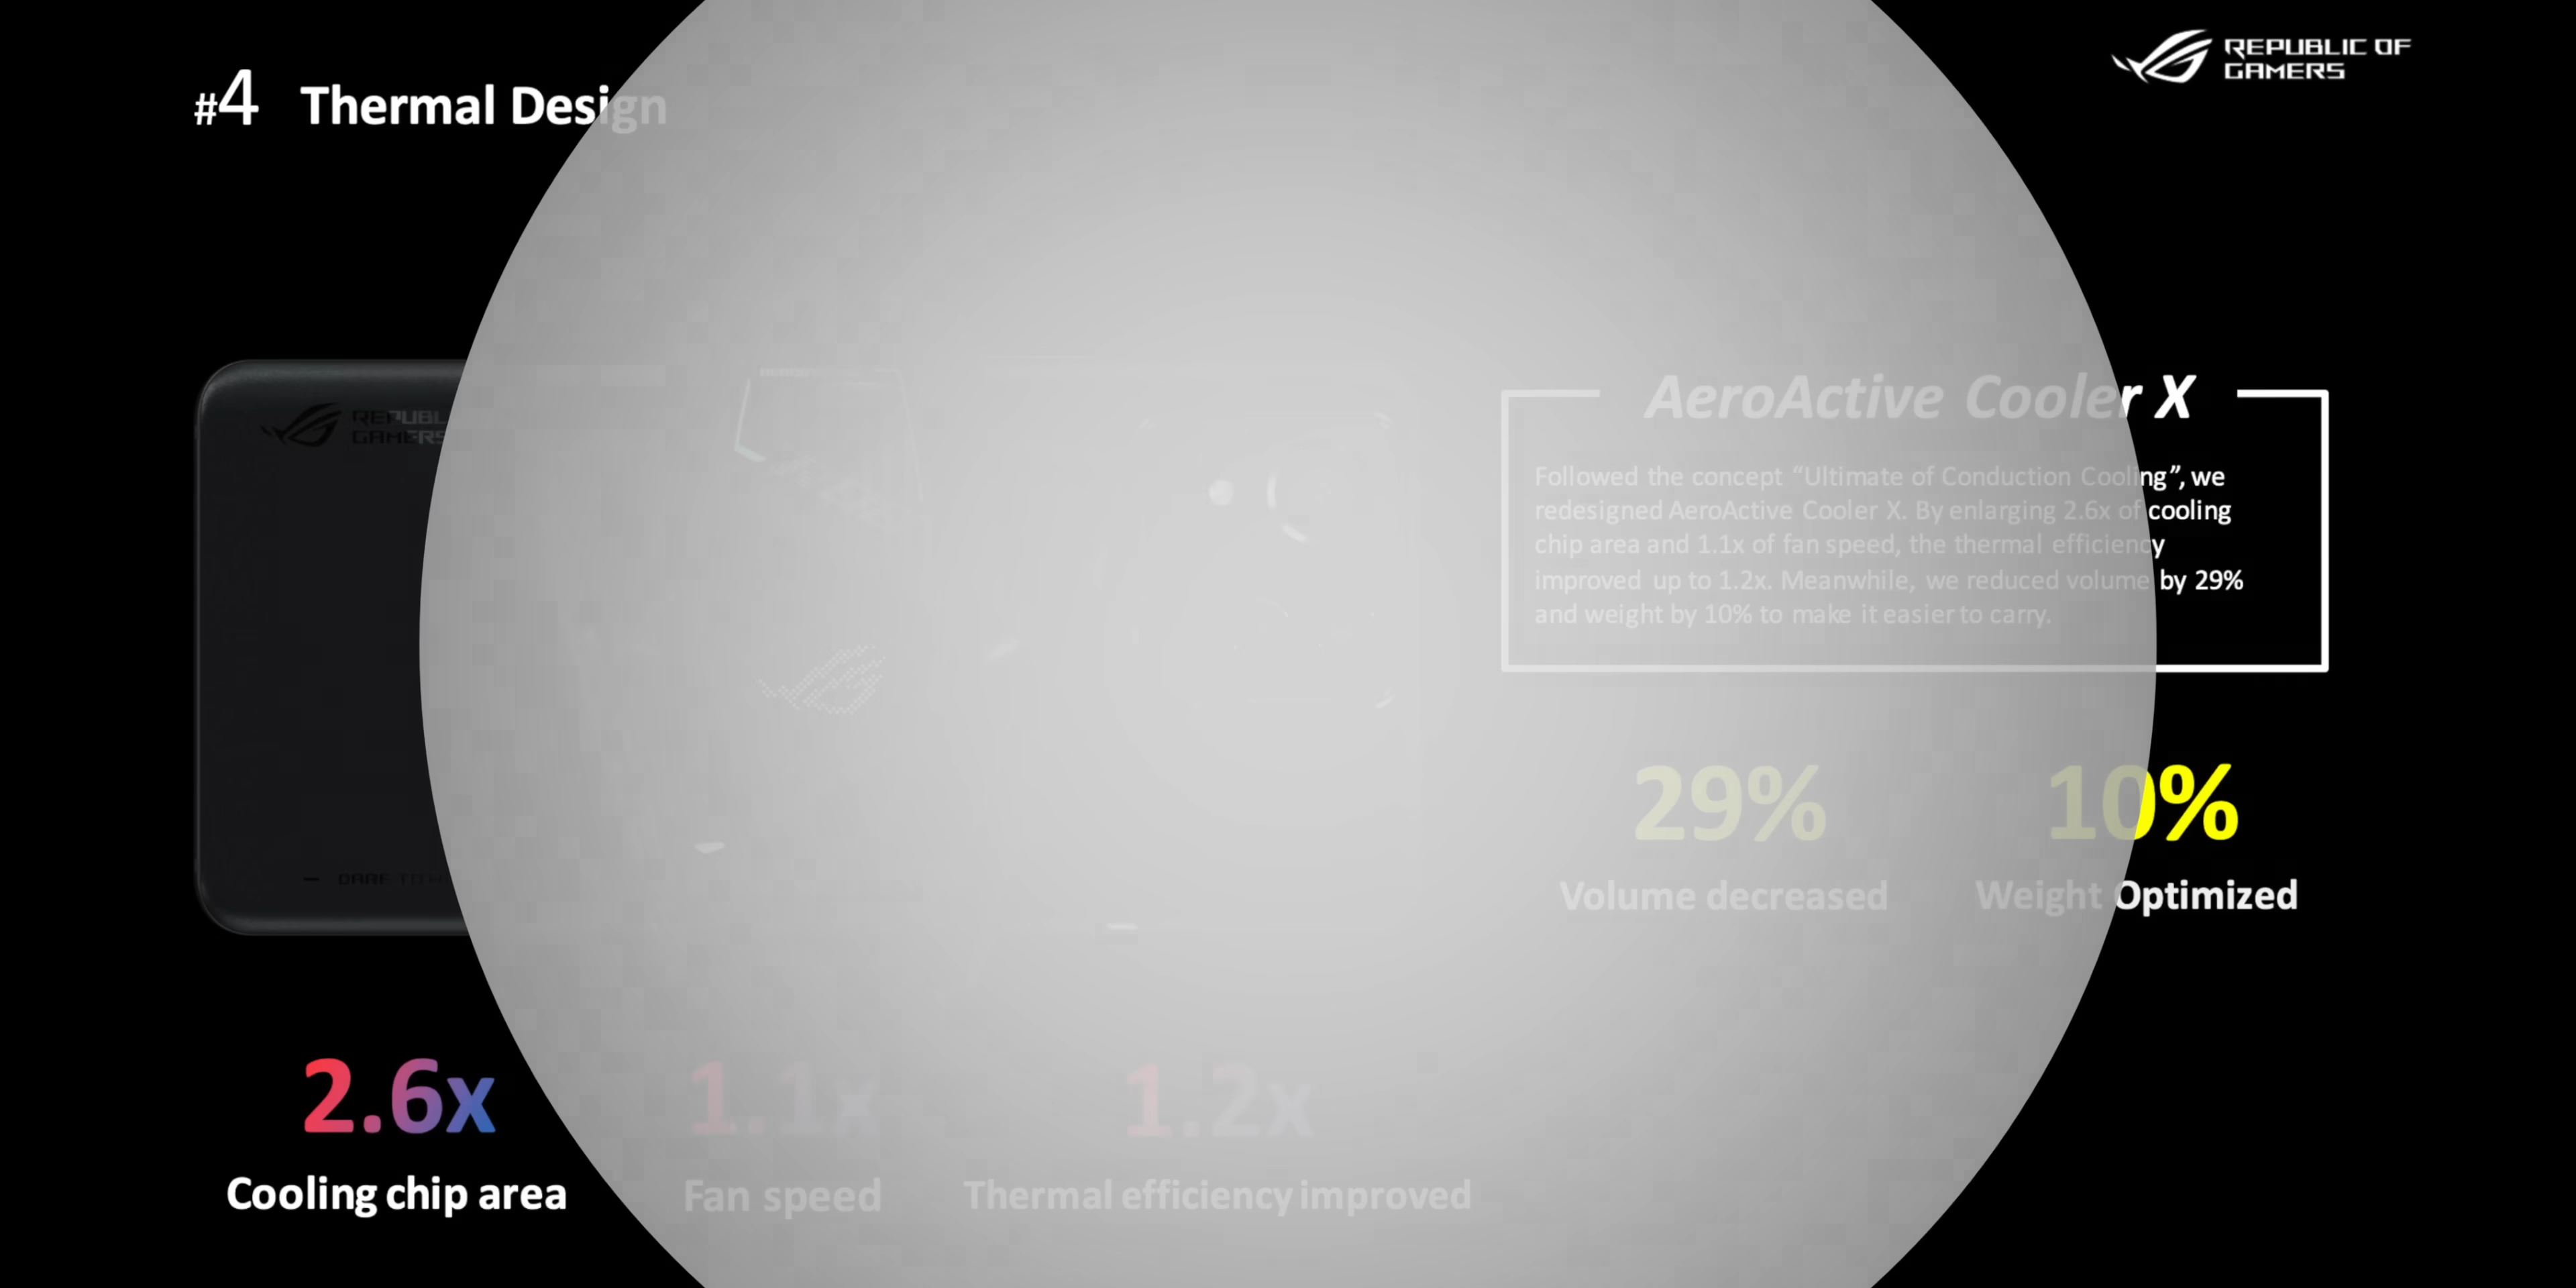 #4 Thermal Design
REPUBLIC OF
GAMERS
REPUBL
GAMERS
AeroActive Cooler X
Followed the concept “Ultimate of Conduction Cooling”, we
redesigned AeroActive Cooler X. By enlarging 2.6x of cooling
chip area and 1.1x of fan speed, the thermal efficiency
improved up to 1.2x. Meanwhile, we reduced volume by 29%
and weight by 10% to make it easier to carry.
29%
Volume decreased
10%
Weight Optimized
DARE TO
2.6x
Cooling chip area
1.1x
Fan speed
1.2x
Thermal efficiency improved